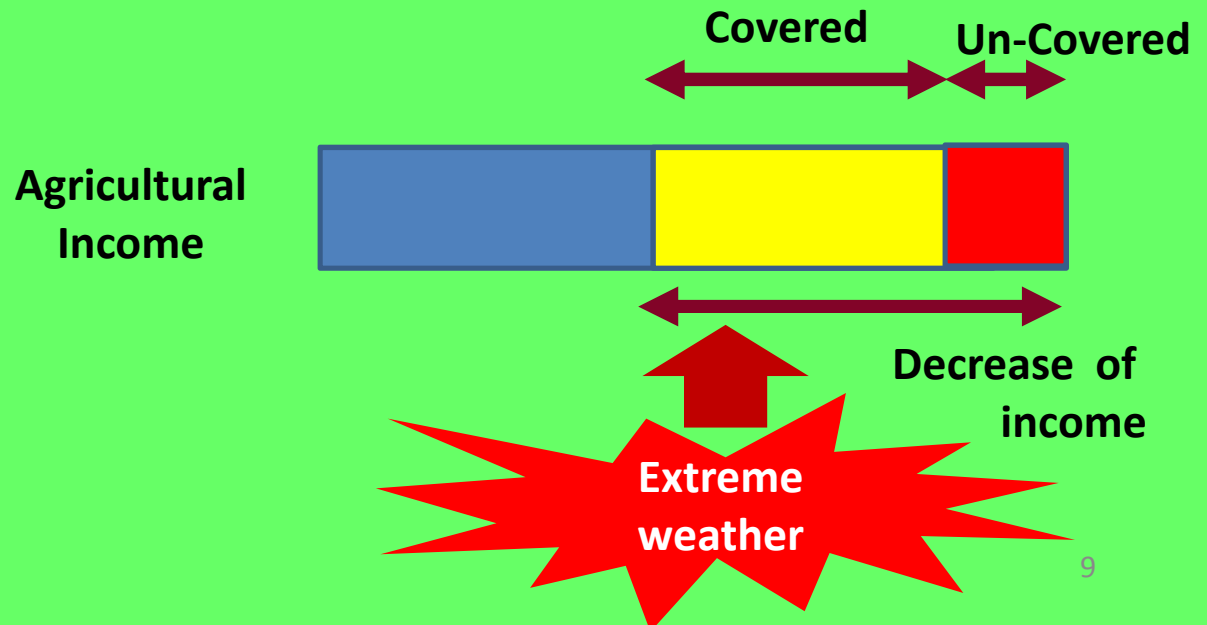 Covered
Un-Covered
Agricultural
Income
Decrease of
income
Extreme
weather
9